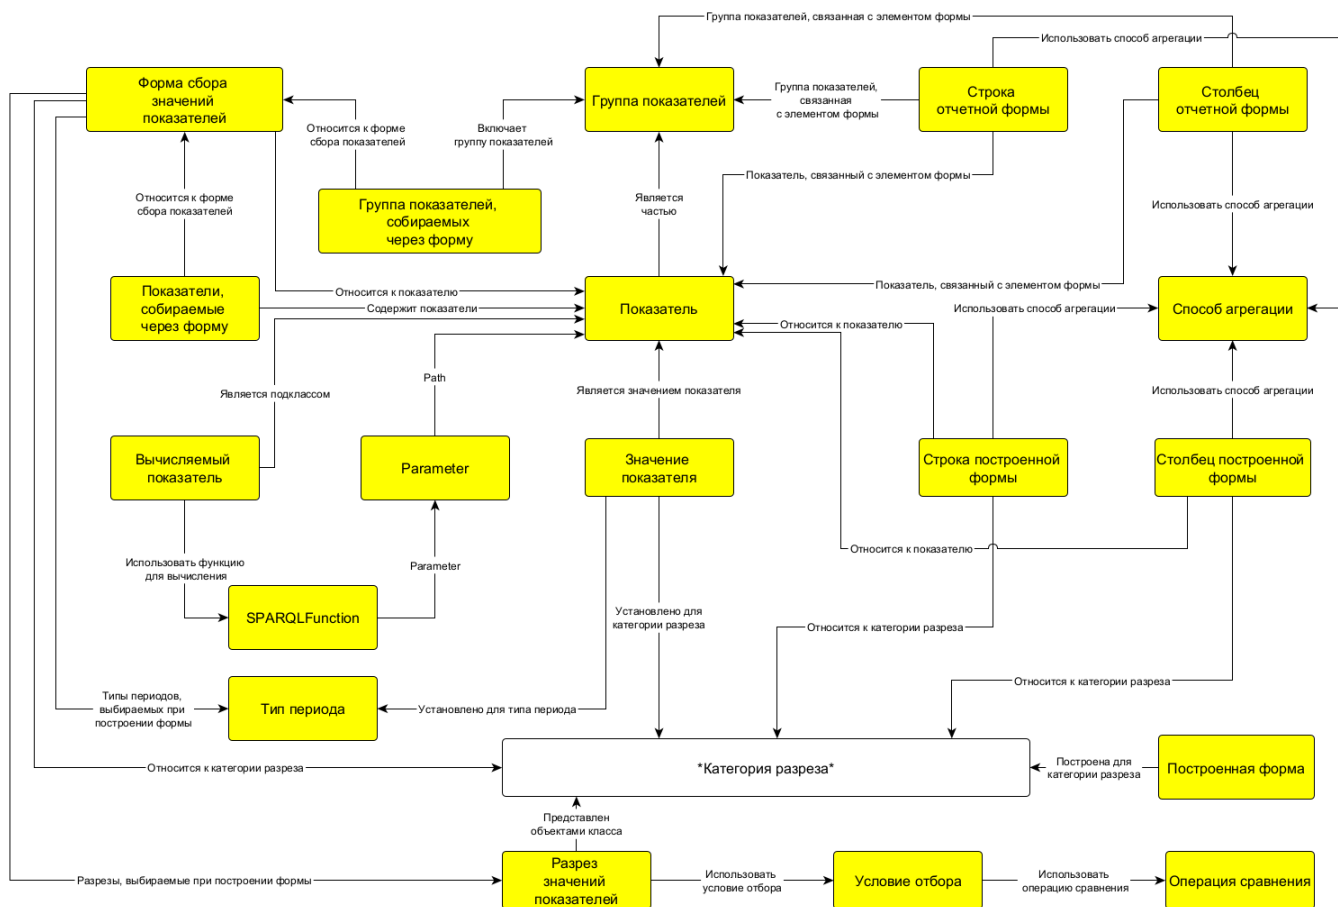 Группа показателей, связанная с элементом формы
Использовать способ агрегации
Форма сбора
значений
показателей
Группа показателей
Группа показателей,
связанная
с элементом формы
Строка
отчетной формы
Столбец
отчетной формы
Относится к форме
сбора показателей
Включает
группу показателей
Показатель, связанный с элементом формы
Относится к форме
сбора показателей
Группа показателей,
собираемых
через форму
Является
частью
Использовать способ агрегации
Показатели,
собираемые
через форму
Относится к показателю
Содержит показатели
Показатель
Показатель, связанный с элементом формы
Использовать способ агрегации
Способ агрегации
Относится к показателю
Path
Является подклассом
Является значением показателя
Использовать способ агрегации
Вычисляемый
показатель
Parameter
Значение
показателя
Строка построенной
формы
Столбец построенной
формы
Относится к показателю
Использовать функцию
для вычисления
Parameter
SPARQLFunction
Установлено для
категории разреза
Относится к категории разреза
Относится к категории разреза
Типы периодов,
выбираемых при
построении формы
Тип периода
Установлено для типа периода
Относится к категории разреза
*Категория разреза*
Построена для
категории разреза
Построенная форма
Представлен
объектами класса
Разрезы, выбираемые при построении формы
Разрез
значений
показателей
Использовать
условие отбора
Условие отбора
Использовать
операцию сравнения
Операция сравнения